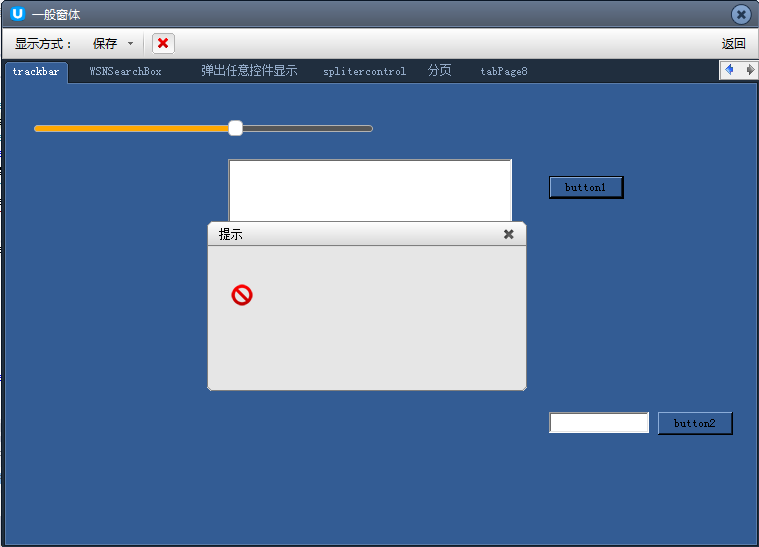 U 一般窗体
显示方式： 保存 返回
trackbar WSNSearchBox 弹出任意控件显示 splitercontrol 分页 tabPage8
button1
提示
button2